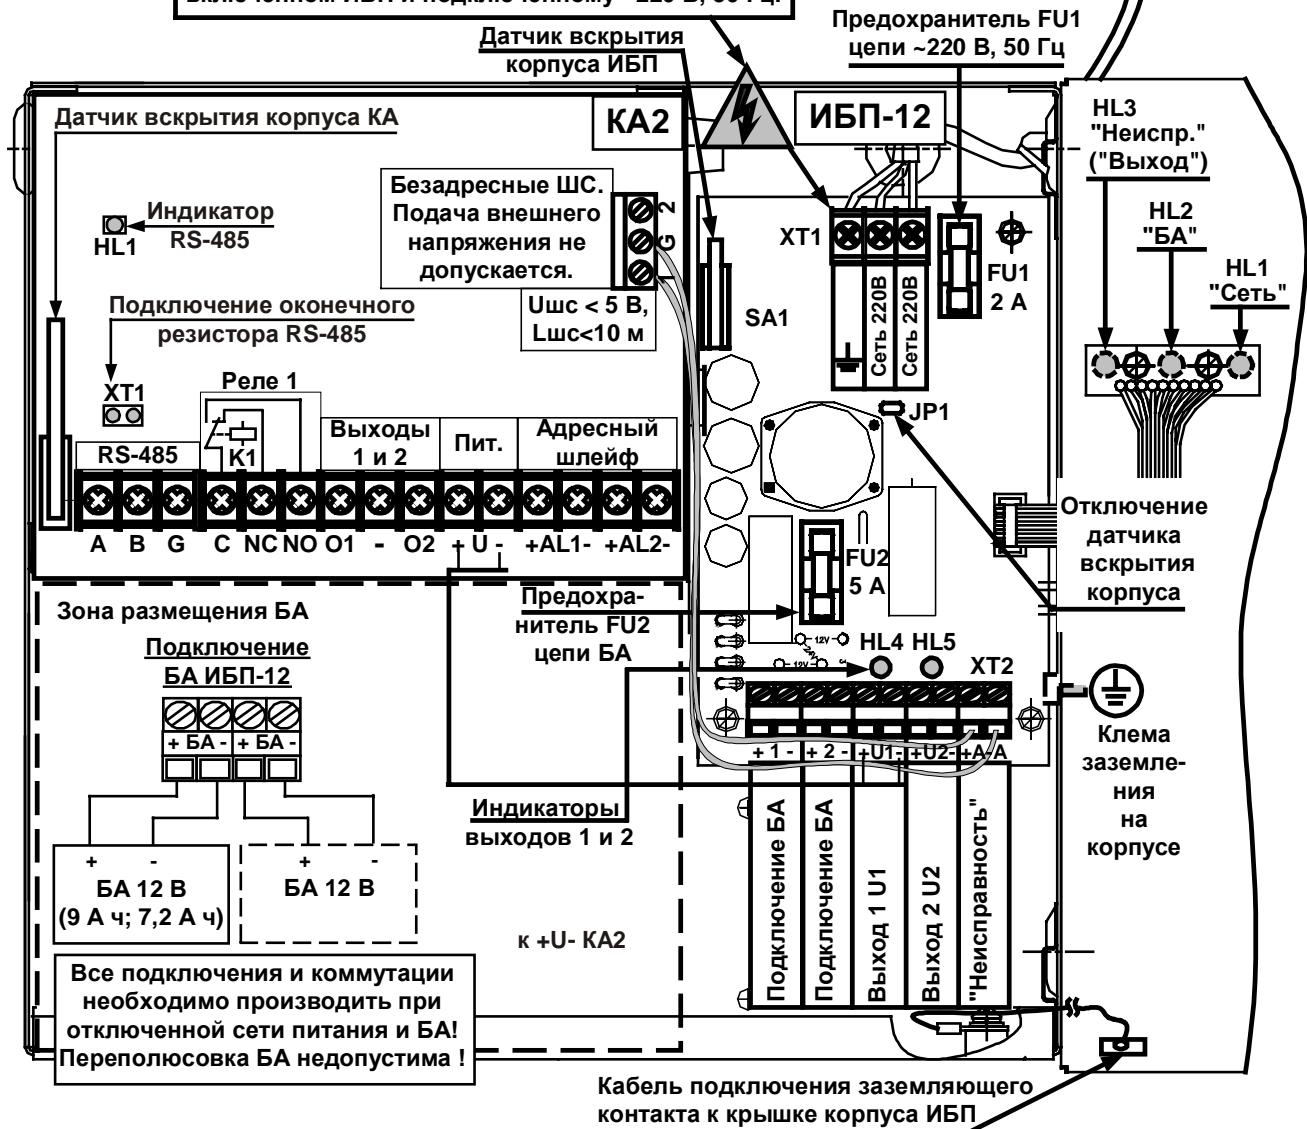 Предохранитель FU1
цепи ~220 В, 50 Гц
Датчик вскрытия
корпуса ИБП
Датчик вскрытия корпуса КА
КА2
ИБП-12
HL3
"Неиспр."
("Выход")
HL2
"БА"
HL1
"Сеть"
Безадресные ШС.
Подача внешнего
напряжения не
допускается.
2
G
1
Uшс < 5 В,
Lшс<10 м
Индикатор
RS-485
HL1
Подключение оконечного
резистора RS-485
XT1
XT1
FU1
2 А
SA1
Сеть 220В
Сеть 220В
JP1
Реле 1
K1
RS-485
Выходы
1 и 2
Пит.
Адресный
шлейф
A B G C NC NO O1 - O2 + U - +AL1- +AL2-
Отключение
датчика
вскрытия
корпуса
FU2
5 А
Зона размещения БА
Предохра-
нитель FU2
цепи БА
12V
24V
12V
3
HL4 HL5
XT2
Подключение
БА ИБП-12
+ БА - + БА -
+ 1 - + 2 - +U1- +U2- +A-A
Клема
заземле-
ния
на
корпусе
Индикаторы
выходов 1 и 2
Подключение БА
Подключение БА
Выход 1 U1
Выход 2 U2
"Неисправность"
+ -
БА 12 В
(9 А ч; 7,2 А ч)
+ -
БА 12 В
к +U- КА2
Все подключения и коммутации
необходимо производить при
отключенной сети питания и БА!
Переполюсовка БА недопустима !
Кабель подключения заземляющего
контакта к крышке корпуса ИБП